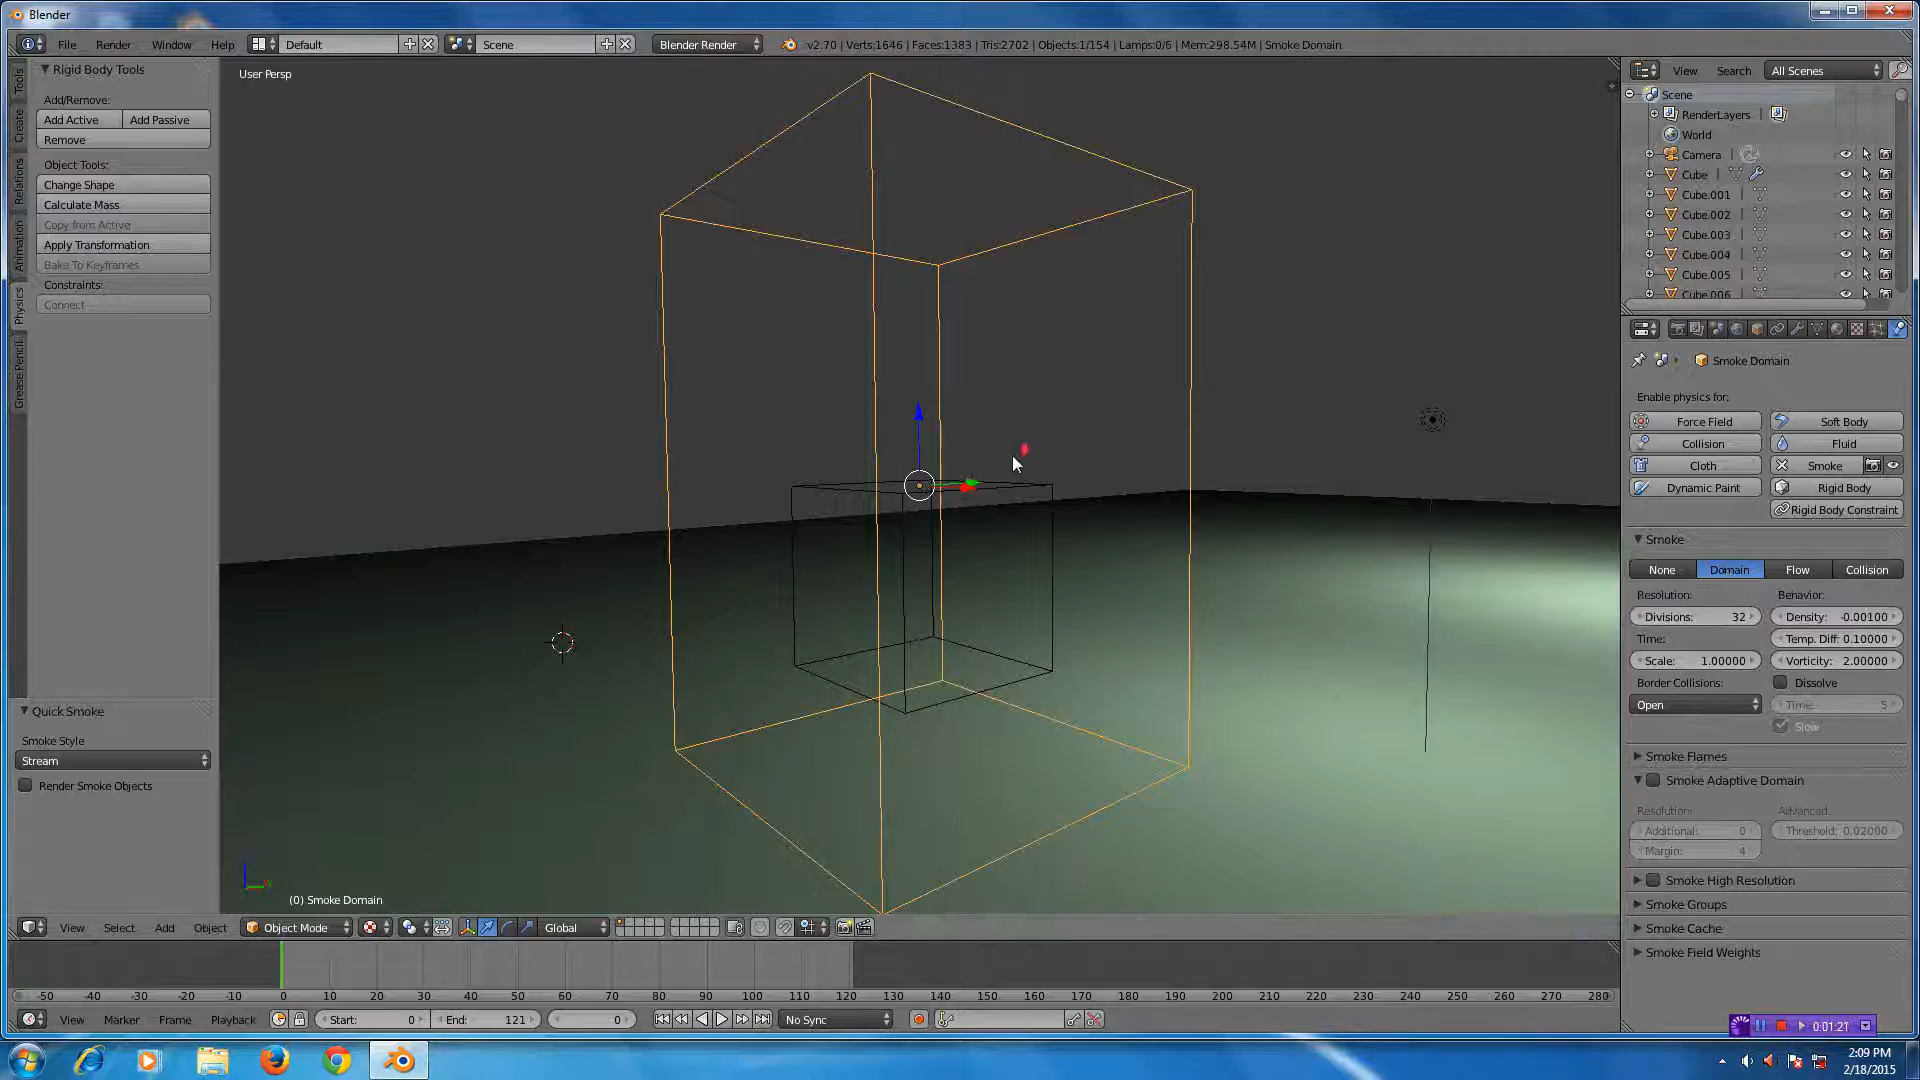 Blender
File Render Window Help Default Scene Blender Render v2.70 | Verts:1646 | Faces:1383 | Tris:2702 | Objects:1/154 | Lamps:0/6 | Mem:298.54M | Smoke Domain
Rigid Body Tools
Add/Remove:
Add Active Add Passive
Remove
Object Tools:
Change Shape
Calculate Mass
Copy from Active
Apply Transformation
Bake To Keyframes
Constraints:
Connect
Tools
Create
Relations
Animation
Physics
Grease Pencil
Quick Smoke
Smoke Style
Stream
Render Smoke Objects
User Persp
(0) Smoke Domain
View Select Add Object Object Mode Global
View Search All Scenes
Scene
RenderLayers
World
Camera
Cube
Cube.001
Cube.002
Cube.003
Cube.004
Cube.005
Cube.006
Smoke Domain
Enable physics for:
Force Field Soft Body
Collision Fluid
Cloth Smoke
Dynamic Paint Rigid Body
Rigid Body Constraint
Smoke
None Domain Flow Collision
Resolution: Behavior:
Divisions: 32 Density: -0.00100
Time: Temp. Diff: 0.10000
Scale: 1.00000 Vorticity: 2.00000
Border Collisions: Dissolve
Open Time: 5
Slow
Smoke Flames
Smoke Adaptive Domain
Resolution: Advanced:
Additional: 0 Threshold: 0.02000
Margin: 4
Smoke High Resolution
Smoke Groups
Smoke Cache
Smoke Field Weights
-50 -40 -30 -20 -10 0 10 20 30 40 50 60 70 80 90 100 110 120 130 140 150 160 170 180 190 200 210 220 230 240 250 260 270 280
View Marker Frame Playback Start: 0 End: 121 0 No Sync
0:01:21
2:09 PM
2/18/2015